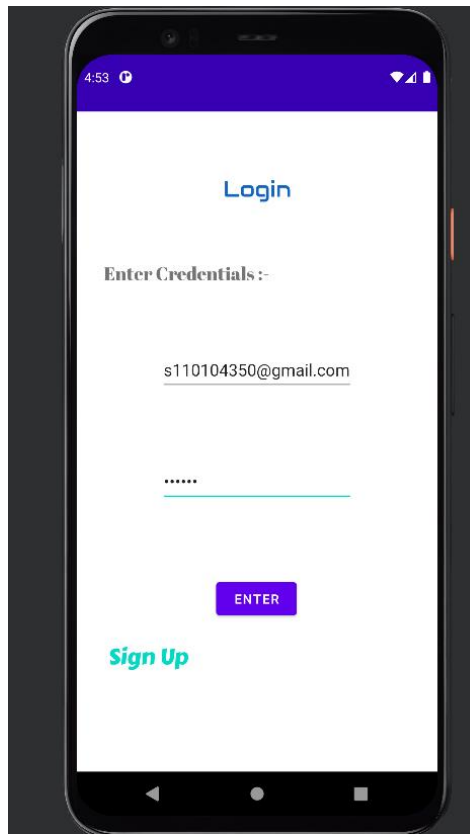 4:53
Login
Enter Credentials :-
s110104350@gmail.com
••••••
ENTER
Sign Up